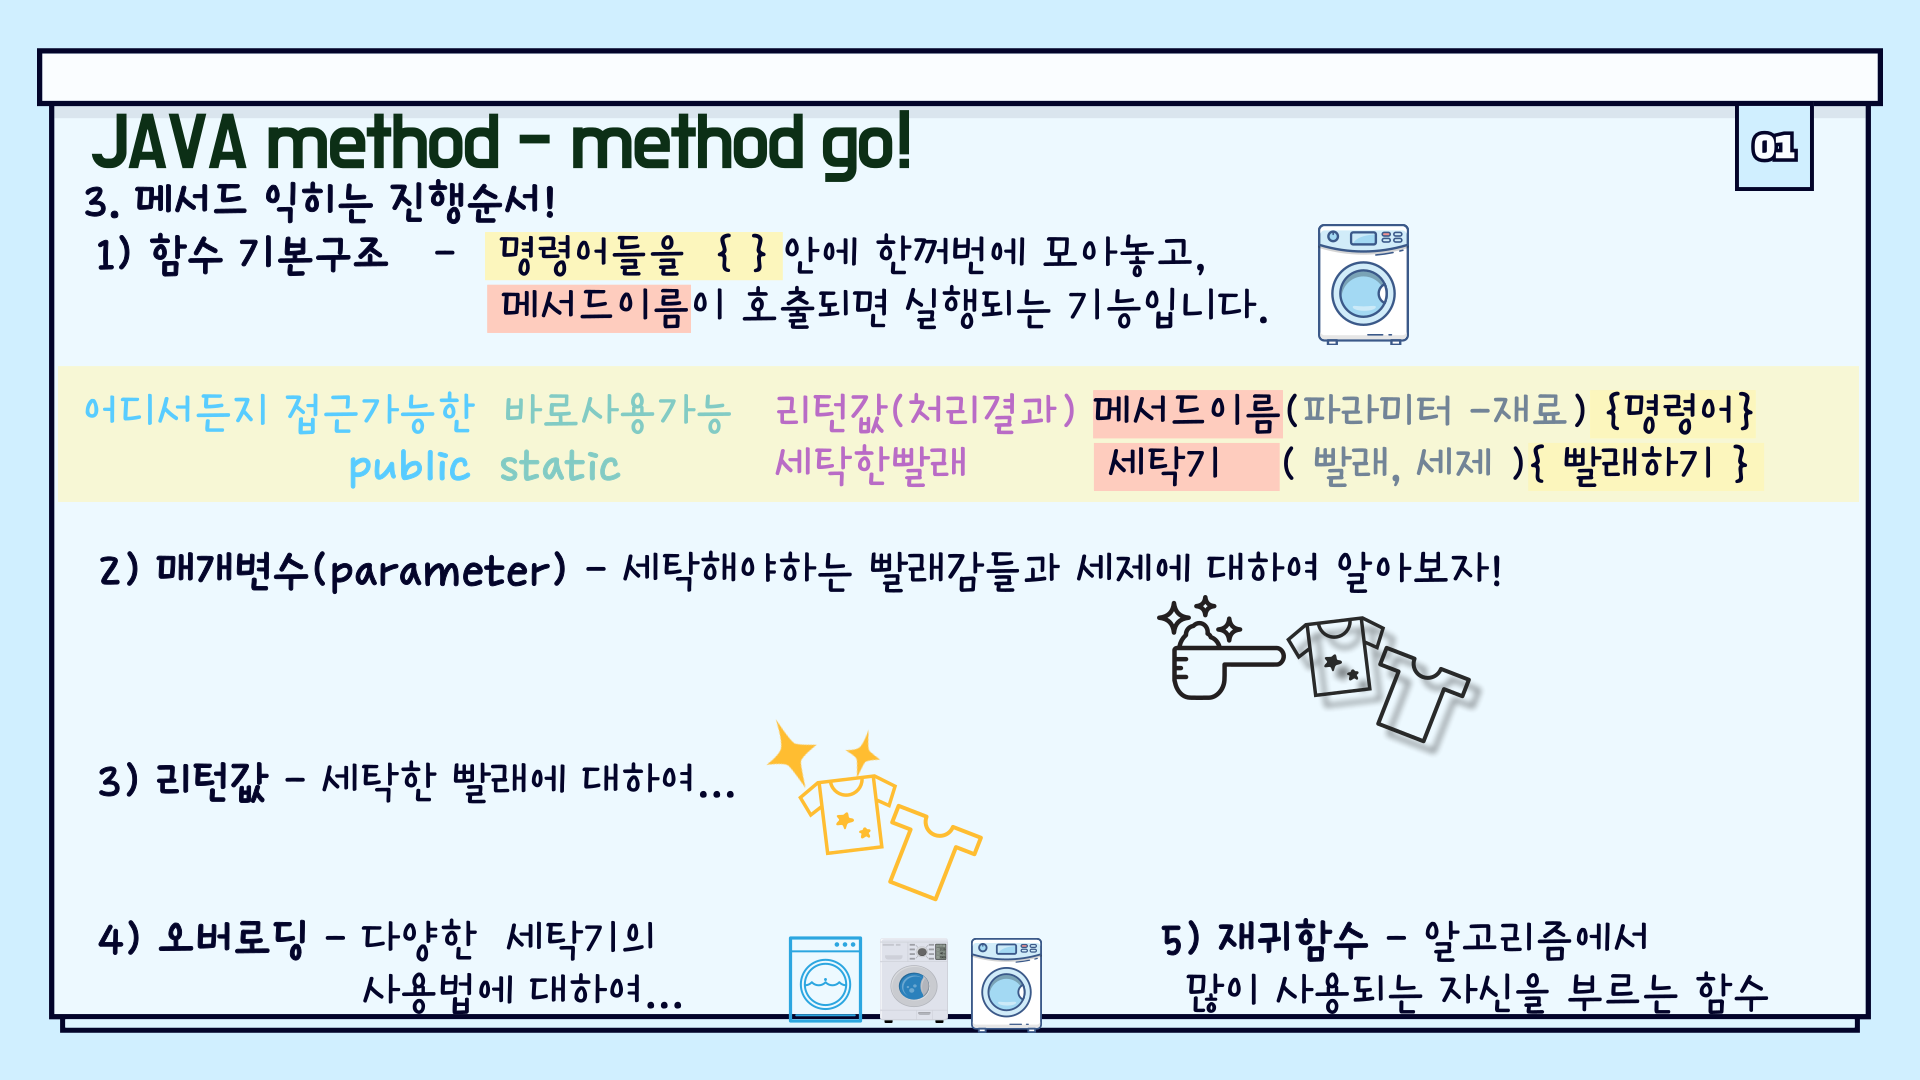 JAVA method - method go!
01
3. 메서드 익히는 진행순서!
1) 함수 기본구조 - 명령어들을 { } 안에 한꺼번에 모아놓고,
메서드이름이 호출되면 실행되는 기능입니다.
어디서든지 접근가능한 바로사용가능 리턴값(처리결과) 메서드이름(파라미터 -재료) {명령어}
public static 세탁한빨래 세탁기 ( 빨래, 세제 ){ 빨래하기 }
2) 매개변수(parameter) - 세탁해야하는 빨래감들과 세제에 대하여 알아보자!
3) 리턴값 - 세탁한 빨래에 대하여...
4) 오버로딩 - 다양한 세탁기의
사용법에 대하여...
5) 재귀함수 - 알고리즘에서
많이 사용되는 자신을 부르는 함수